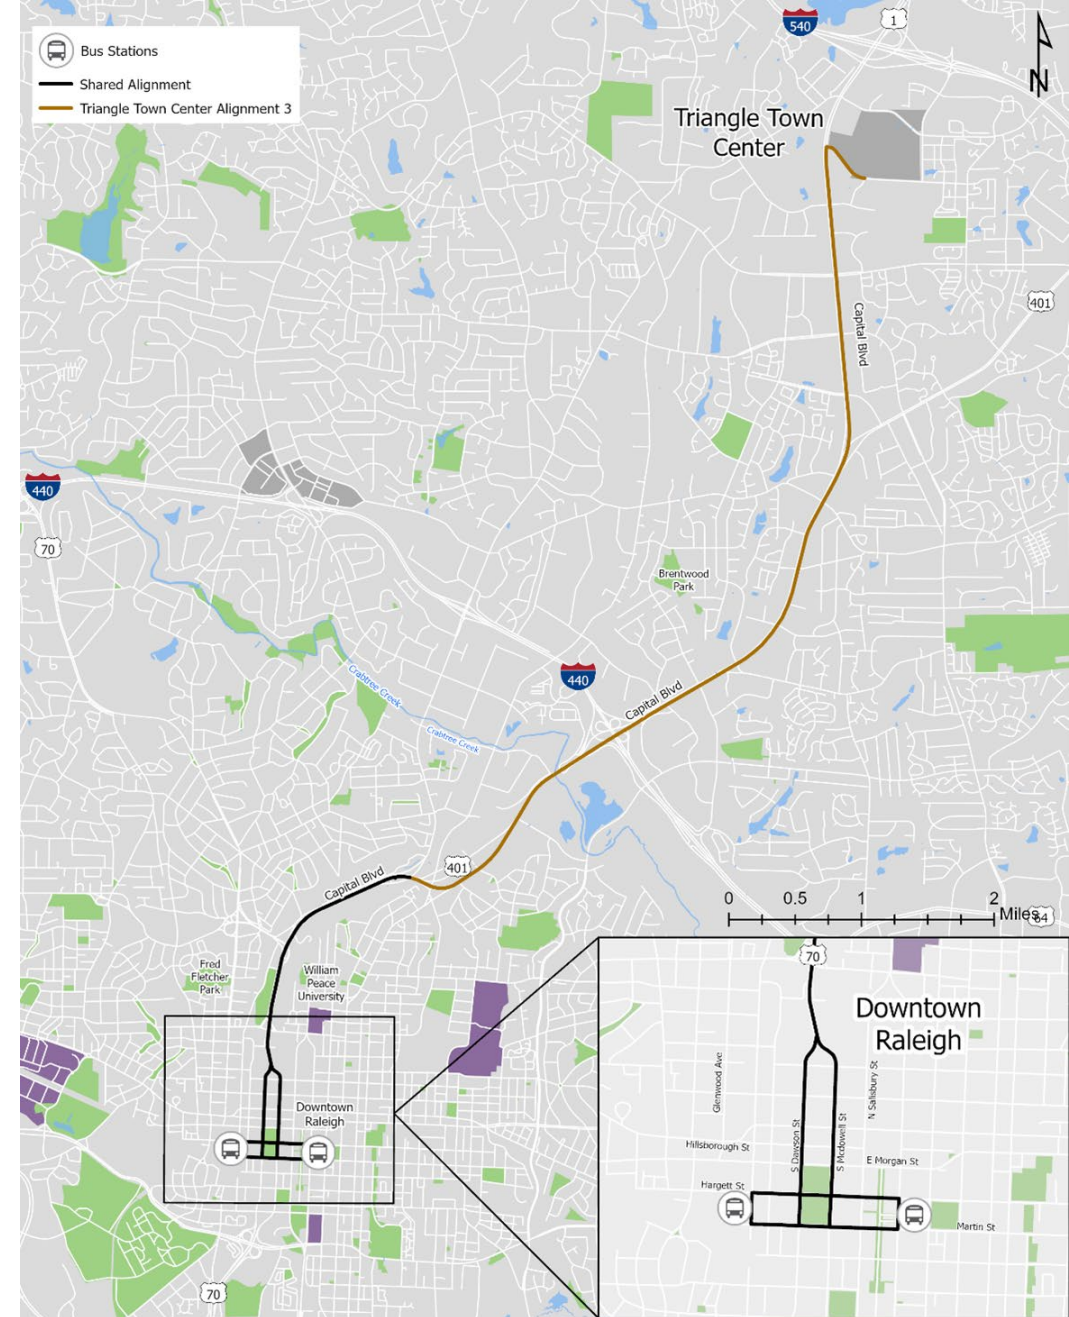 540
1
N
Bus Stations
Shared Alignment
Triangle Town Center Alignment 3
Triangle Town
Center
401
Capital Blvd
440
70
Brentwood
Park
440
Crabtree Creek
Capital Blvd
Crabtree Creek
401
Capital Blvd
0 0.5 1 2
Miles
64
Fred
Fletcher
Park
William
Peace
University
70
Downtown
Raleigh
Glenwood Ave
N Salisbury St
Downtown
Raleigh
S Dawson St
S Mcdowell St
Hillsborough St
E Morgan St
Hargett St
Martin St
70